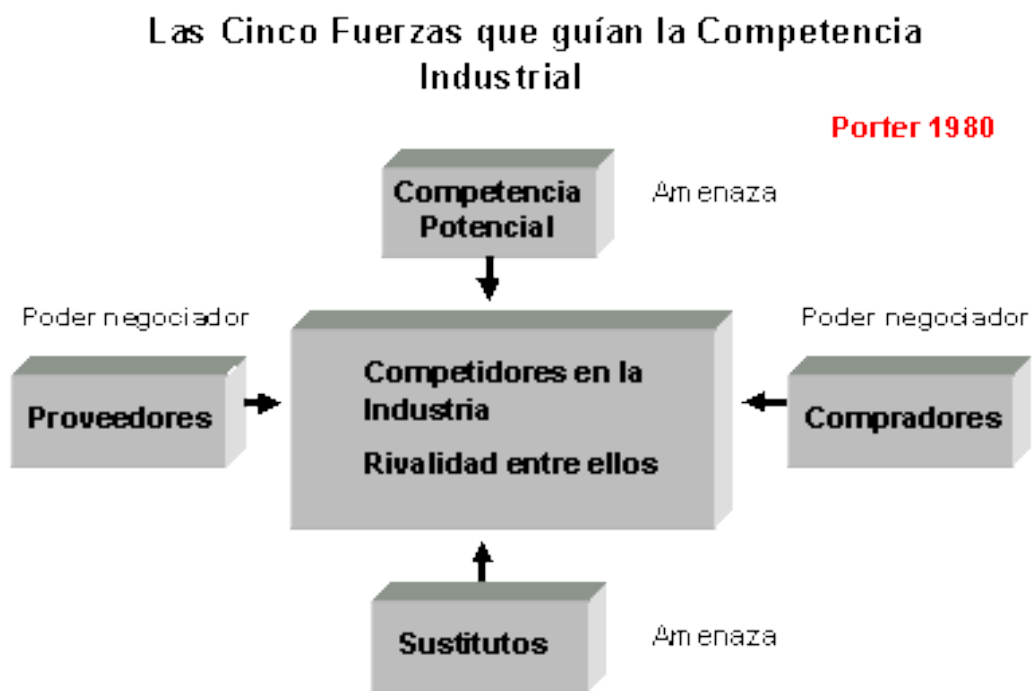 Las Cinco Fuerzas que guían la Competencia
Industrial
Porter 1980
Competencia
Potencial
Amenaza
Poder negociador
Poder negociador
Proveedores
Competidores en la
Industria
Rivalidad entre ellos
Compradores
Sustitutos
Amenaza